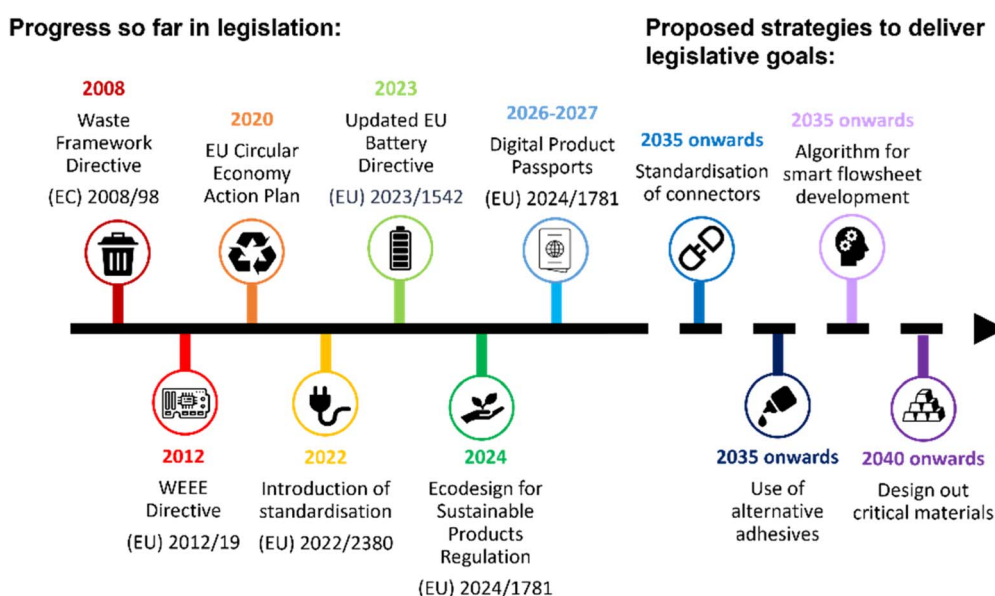 Progress so far in legislation:
Proposed strategies to deliver
legislative goals:
2008
Waste
Framework
Directive
(EC) 2008/98
2020
EU Circular
Economy
Action Plan
2023
Updated EU
Battery
Directive
(EU) 2023/1542
2026-2027
Digital Product
Passports
(EU) 2024/1781
2035 onwards
Standardisation
of connectors
2035 onwards
Algorithm for
smart flowsheet
development
2012
WEEE
Directive
(EU) 2012/19
2022
Introduction of
standardisation
(EU) 2022/2380
2024
Ecodesign for
Sustainable
Products
Regulation
(EU) 2024/1781
2035 onwards
Use of
alternative
adhesives
2040 onwards
Design out
critical materials